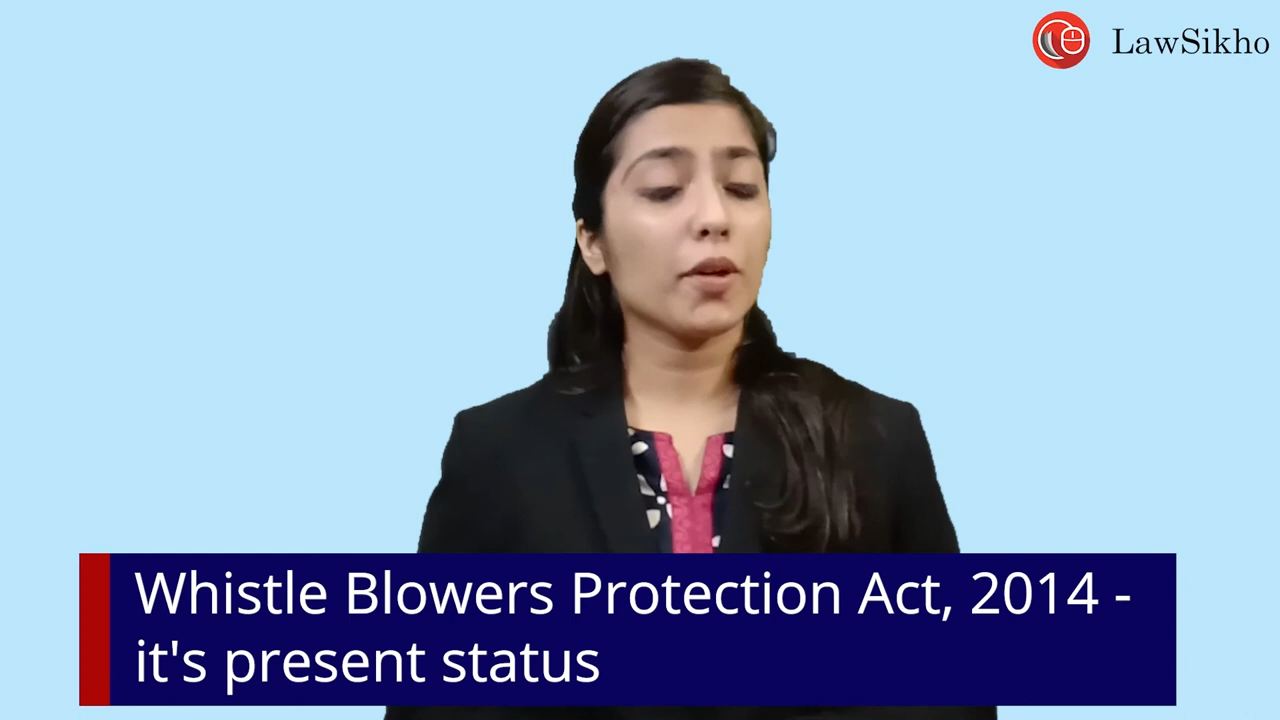 LawSikho
Whistle Blowers Protection Act, 2014 -
it's present status